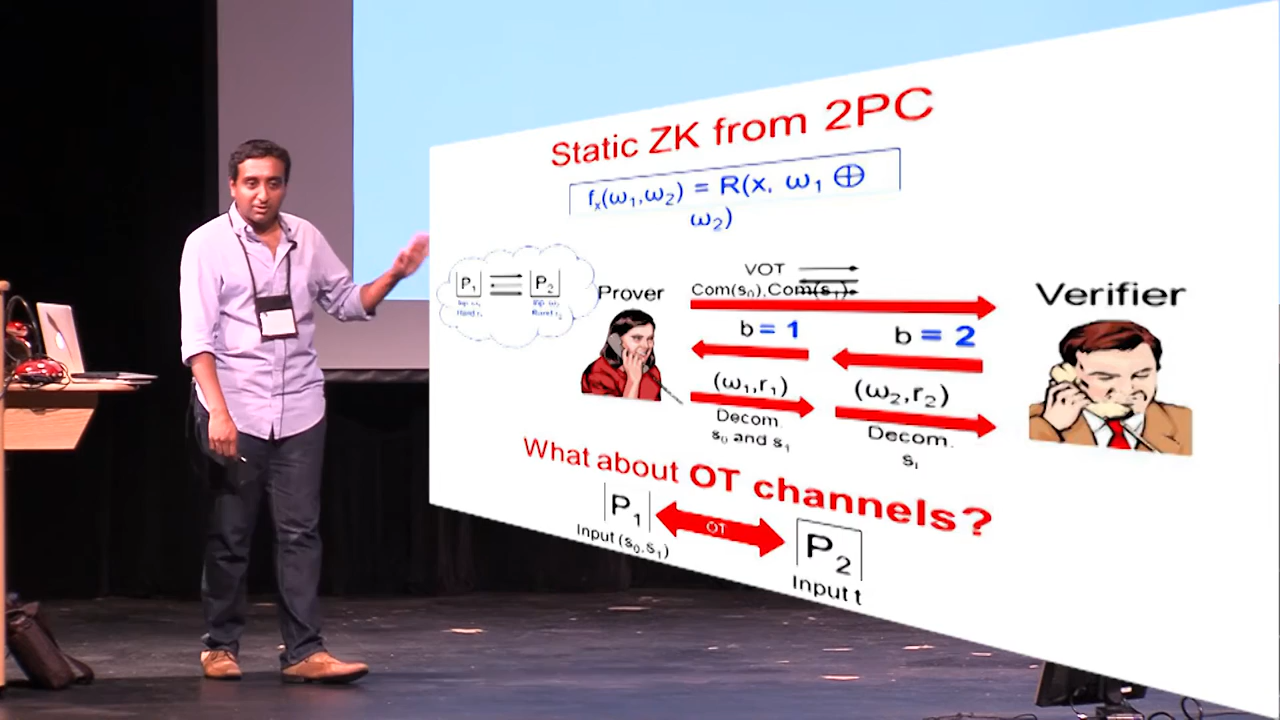 Static ZK from 2PC
fₓ(ω₁,ω₂) = R(x, ω₁ ⊕
ω₂)
P₁ P₂
VOT
Com(s₀),Com(s₁)
Prover
Verifier
b = 1
b = 2
(ω₁,r₁)
(ω₂,r₂)
Decom.
s₀ and s₁
Decom.
What about OT channels?
P₁
OT
P₂
Input (s₀,s₁)
Input t